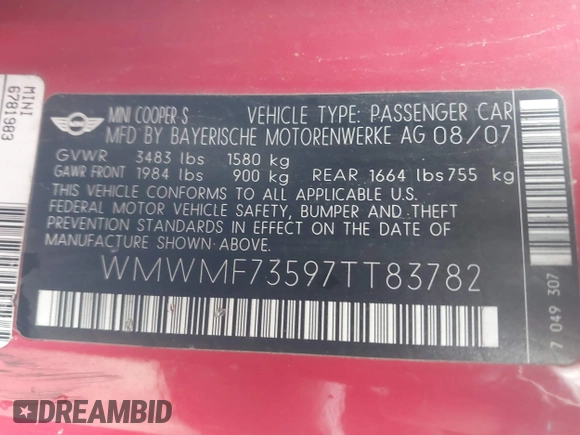 MINI COOPER S VEHICLE TYPE: PASSENGER CAR
MFD BY BAYERISCHE MOTORENWERKE AG 08/07
GVWR 3483 lbs 1580 kg
GAWR FRONT 1984 lbs 900 kg REAR 1664 lbs 755 kg
THIS VEHICLE CONFORMS TO ALL APPLICABLE U.S.
FEDERAL MOTOR VEHICLE SAFETY, BUMPER AND THEFT
PREVENTION STANDARDS IN EFFECT ON THE DATE OF
MANUFACTURE SHOWN ABOVE.
WMWMF73597TT83782
7 049 307
MINI
6781983
DREAMBID